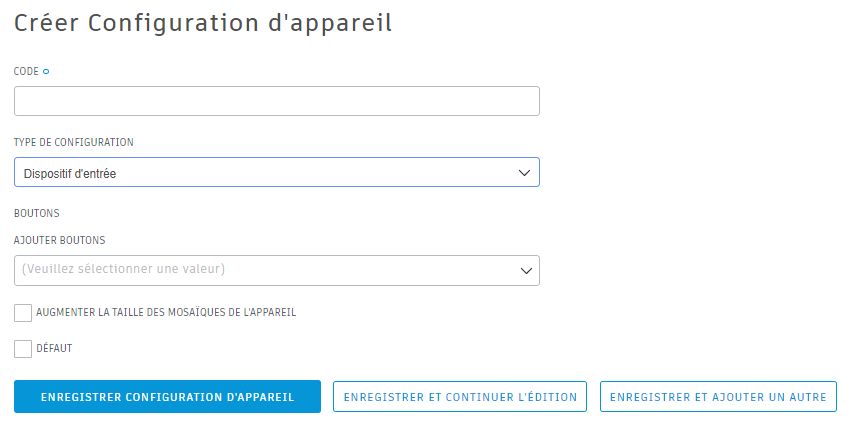 Créer Configuration d'appareil
CODE
TYPE DE CONFIGURATION
Dispositif d'entrée
BOUTONS
AJOUTER BOUTONS
(Veuillez sélectionner une valeur)
AUGMENTER LA TAILLE DES MOSAÏQUES DE L'APPAREIL
DÉFAUT
ENREGISTRER CONFIGURATION D'APPAREIL ENREGISTRER ET CONTINUER L'ÉDITION ENREGISTRER ET AJOUTER UN AUTRE